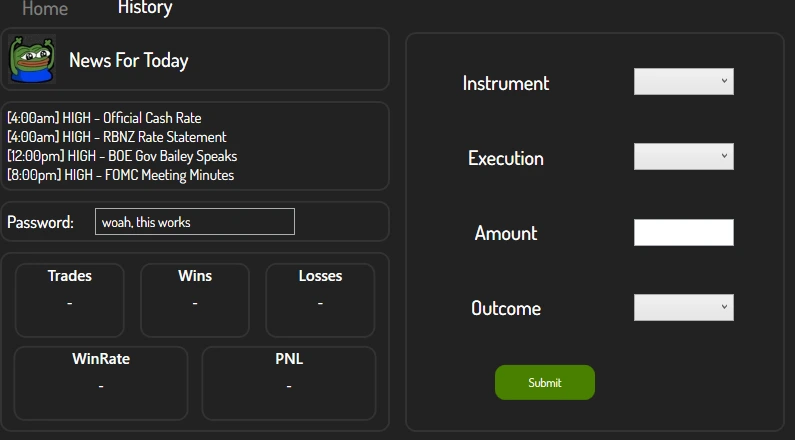 Home
History
News For Today
[4:00am] HIGH - Official Cash Rate
[4:00am] HIGH - RBNZ Rate Statement
[12:00pm] HIGH - BOE Gov Bailey Speaks
[8:00pm] HIGH - FOMC Meeting Minutes
Password: woah, this works
Trades
-
Wins
-
Losses
-
WinRate
-
PNL
-
Instrument
Execution
Amount
Outcome
Submit